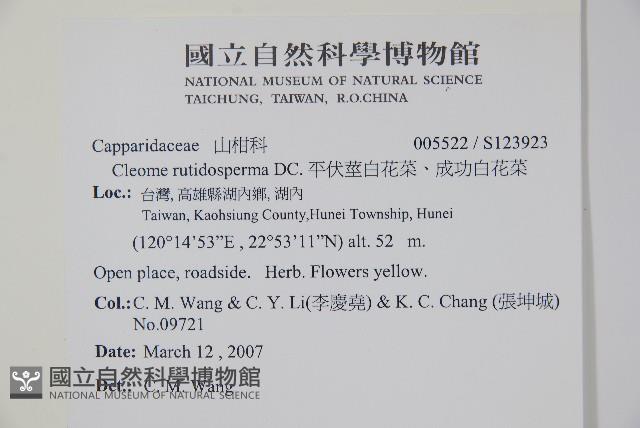 國立自然科學博物館
NATIONAL MUSEUM OF NATURAL SCIENCE
TAICHUNG, TAIWAN, R.O.CHINA
Capparidaceae 山柑科 005522 / S123923
Cleome rutidosperma DC. 平伏莖白花菜、成功白花菜
Loc.: 台灣, 高雄縣湖內鄉, 湖內
Taiwan, Kaohsiung County,Hunei Township, Hunei
(120°14'53”E , 22°53'11”N) alt. 52 m.
Open place, roadside. Herb. Flowers yellow.
Col.: C. M. Wang & C. Y. Li(李慶堯) & K. C. Chang (張坤城)
No.09721
Date: March 12 , 2007
Det.: C. M. Wang
國立自然科學博物館
NATIONAL MUSEUM OF NATURAL SCIENCE